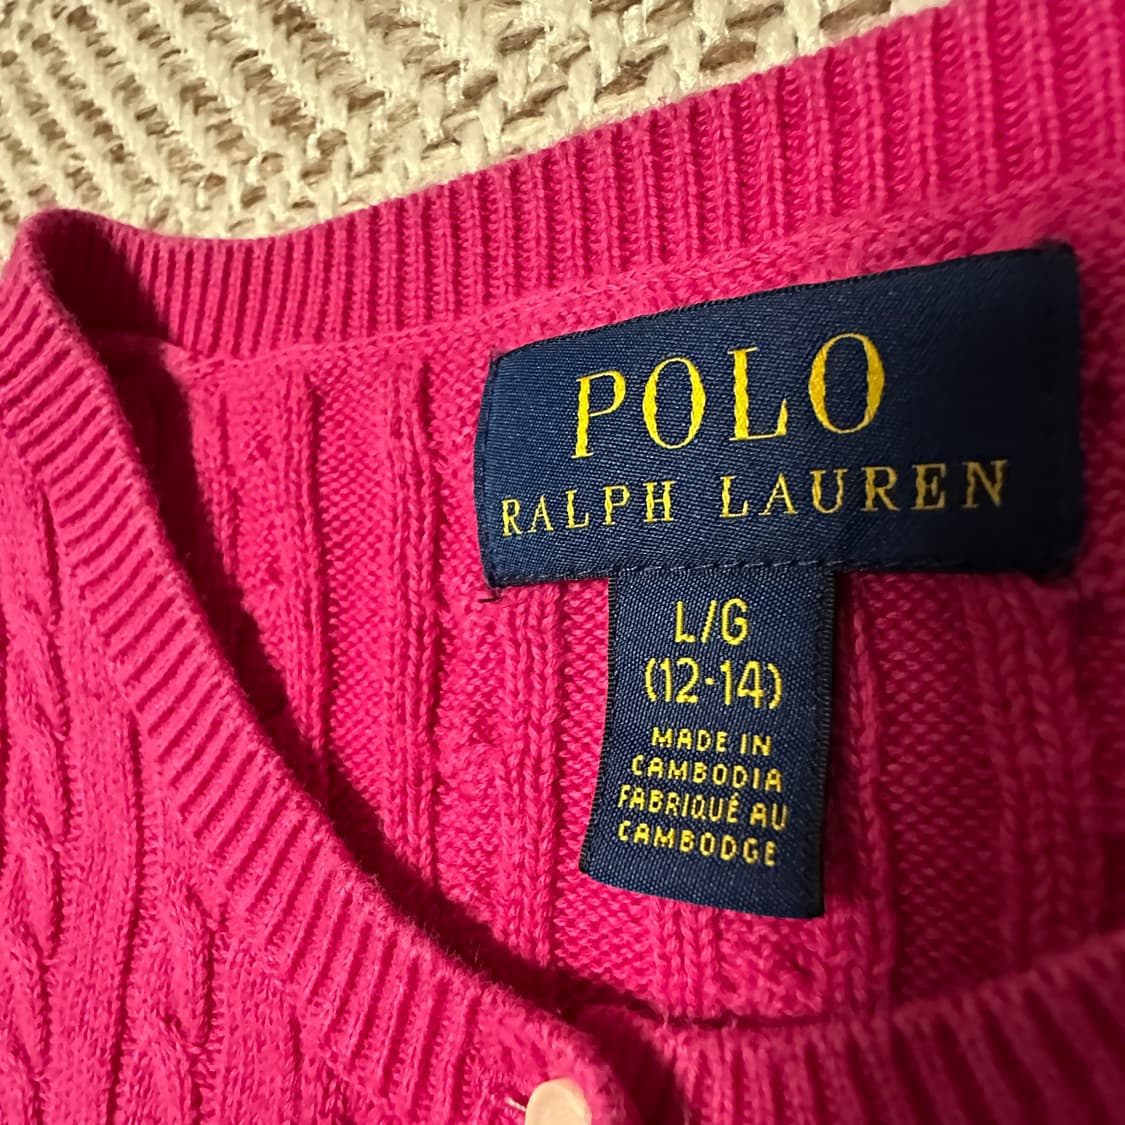 POLO
RALPH LAUREN
L/G
(12-14)
MADE IN
CAMBODIA
FABRIQUÉ AU
CAMBODGE